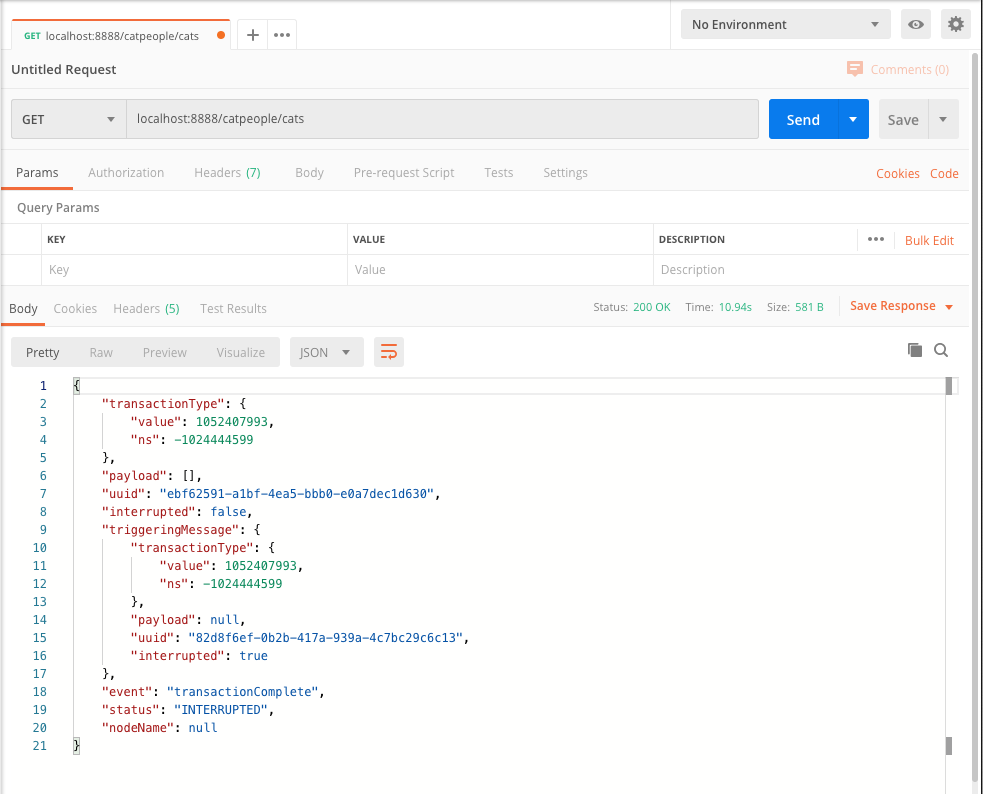 GET localhost:8888/catpeople/cats
No Environment
Untitled Request
Comments (0)
GET localhost:8888/catpeople/cats Send Save
Params Authorization Headers (7) Body Pre-request Script Tests Settings Cookies Code
Query Params
KEY VALUE DESCRIPTION Bulk Edit
Key Value Description
Body Cookies Headers (5) Test Results Status: 200 OK Time: 10.94s Size: 581 B Save Response
Pretty Raw Preview Visualize JSON
1 {
2 "transactionType": {
3 "value": 1052407993,
4 "ns": -1024444599
5 },
6 "payload": [],
7 "uuid": "ebf62591-a1bf-4ea5-bbb0-e0a7dec1d630",
8 "interrupted": false,
9 "triggeringMessage": {
10 "transactionType": {
11 "value": 1052407993,
12 "ns": -1024444599
13 },
14 "payload": null,
15 "uuid": "82d8f6ef-0b2b-417a-939a-4c7bc29c6c13",
16 "interrupted": true
17 },
18 "event": "transactionComplete",
19 "status": "INTERRUPTED",
20 "nodeName": null
21 }